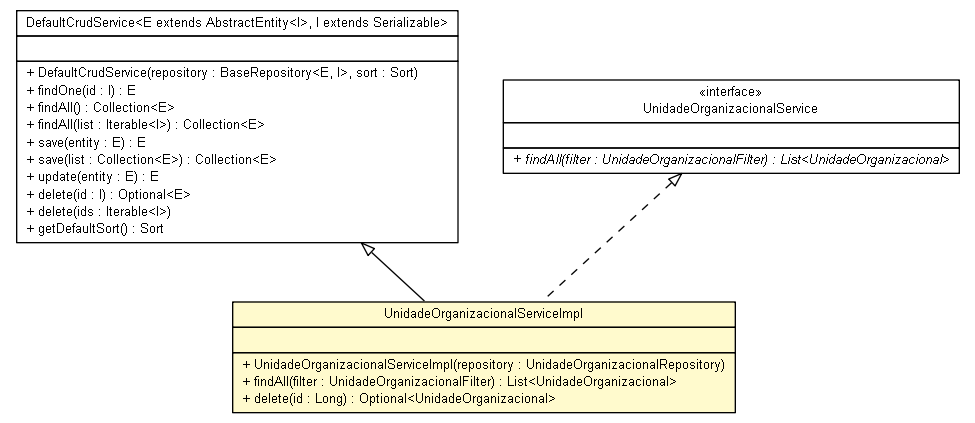 DefaultCrudService<E extends AbstractEntity<I>, I extends Serializable>
+ DefaultCrudService(repository : BaseRepository<E, I>, sort : Sort)
+ findOne(id : I) : E
+ findAll() : Collection<E>
+ findAll(list : Iterable<I>) : Collection<E>
+ save(entity : E) : E
+ save(list : Collection<E>) : Collection<E>
+ update(entity : E) : E
+ delete(id : I) : Optional<E>
+ delete(ids : Iterable<I>)
+ getDefaultSort() : Sort
«interface»
UnidadeOrganizacionalService
+ findAll(filter : UnidadeOrganizacionalFilter) : List<UnidadeOrganizacional>
UnidadeOrganizacionalServiceImpl
+ UnidadeOrganizacionalServiceImpl(repository : UnidadeOrganizacionalRepository)
+ findAll(filter : UnidadeOrganizacionalFilter) : List<UnidadeOrganizacional>
+ delete(id : Long) : Optional<UnidadeOrganizacional>